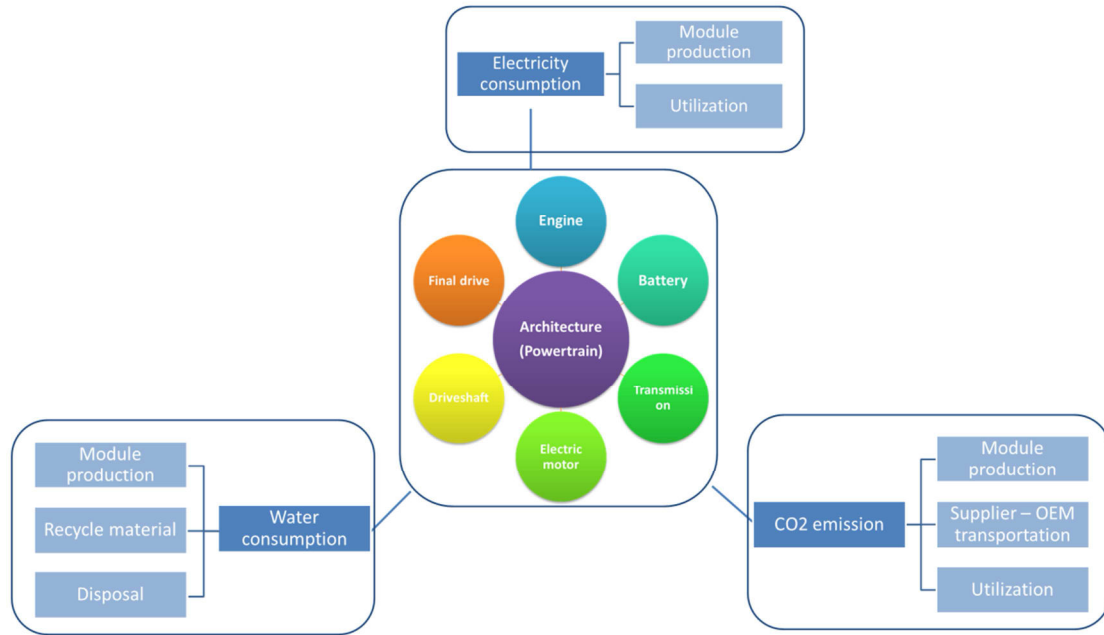 Electricity
consumption
Module
production
Utilization
Engine
Final drive
Battery
Architecture
(Powertrain)
Driveshaft
Transmissi
on
Electric
motor
Module
production
Recycle material
Disposal
Water
consumption
CO2 emission
Module
production
Supplier – OEM
transportation
Utilization